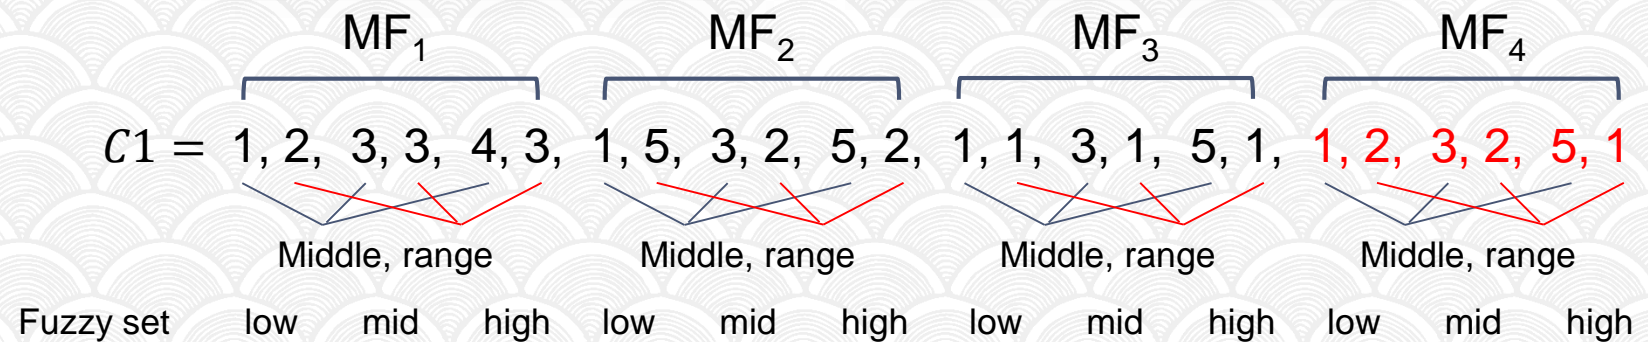 MF₁ MF₂ MF₃ MF₄
C1 = 1, 2, 3, 3, 4, 3, 1, 5, 3, 2, 5, 2, 1, 1, 3, 1, 5, 1, 1, 2, 3, 2, 5, 1
Middle, range Middle, range Middle, range Middle, range
Fuzzy set low mid high low mid high low mid high low mid high